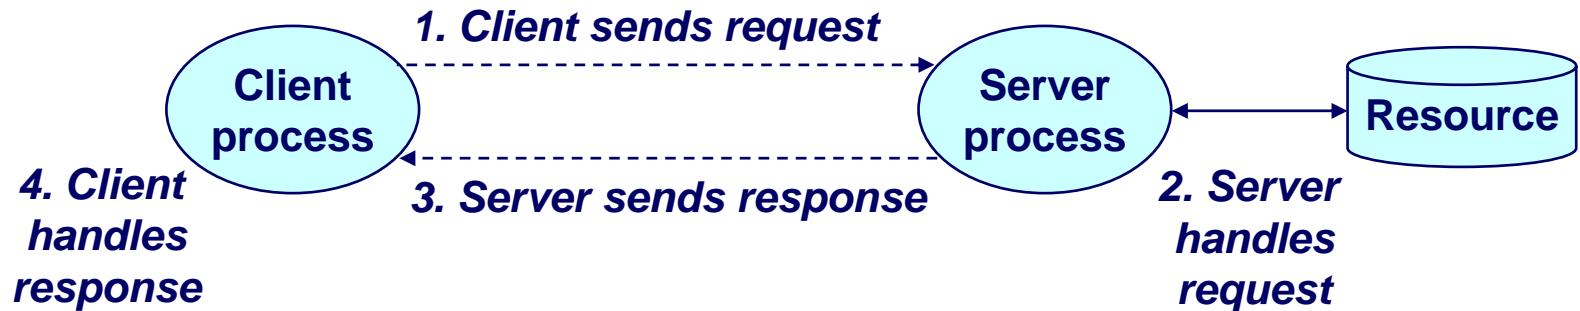 1. Client sends request
Client
process
Server
process
Resource
3. Server sends response
4. Client
handles
response
2. Server
handles
request